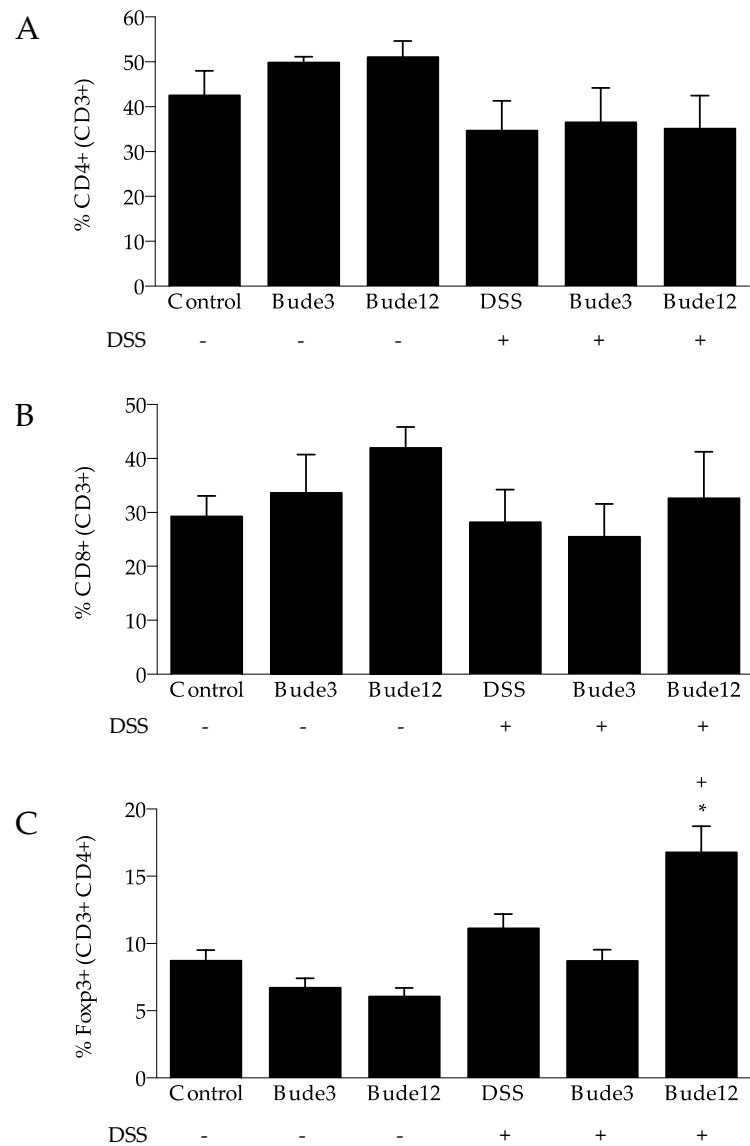 A
% CD4+ (CD3+)
60
50
40
30
20
10
0
Control Bude3 Bude12 DSS Bude3 Bude12
DSS - - - + + +
B
% CD8+ (CD3+)
50
40
30
20
10
0
Control Bude3 Bude12 DSS Bude3 Bude12
DSS - - - + + +
C
% Foxp3+ (CD3+ CD4+)
+
*
20
15
10
5
0
Control Bude3 Bude12 DSS Bude3 Bude12
DSS - - - + + +